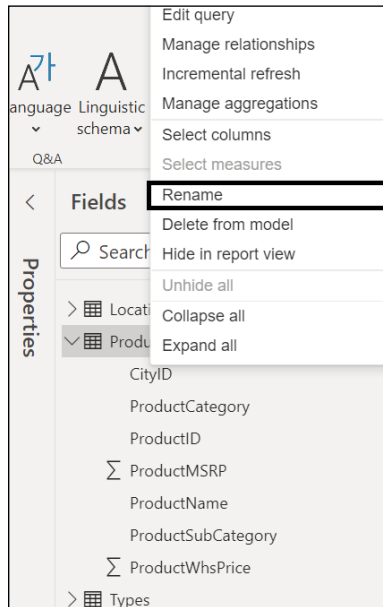 Edit query
Manage relationships
Incremental refresh
Manage aggregations
Select columns
Select measures
Rename
Delete from model
Hide in report view
Unhide all
Collapse all
Expand all
가
A
anguage Linguistic
schema
Q&A
Fields
Search
Properties
Locati
Produ
CityID
ProductCategory
ProductID
∑ ProductMSRP
ProductName
ProductSubCategory
∑ ProductWhsPrice
Types